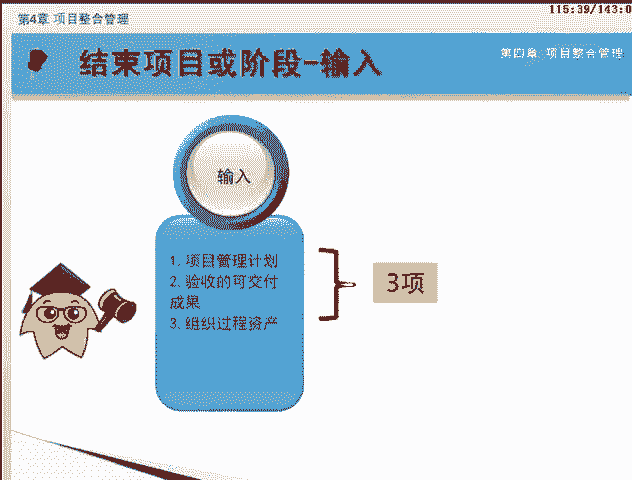 第4章 项目整合管理
115:39/143:0
结束项目或阶段-输入
第四章 项目整合管理
输入
1. 项目管理计划
2. 验收的可交付
成果
3. 组织过程资产
3项